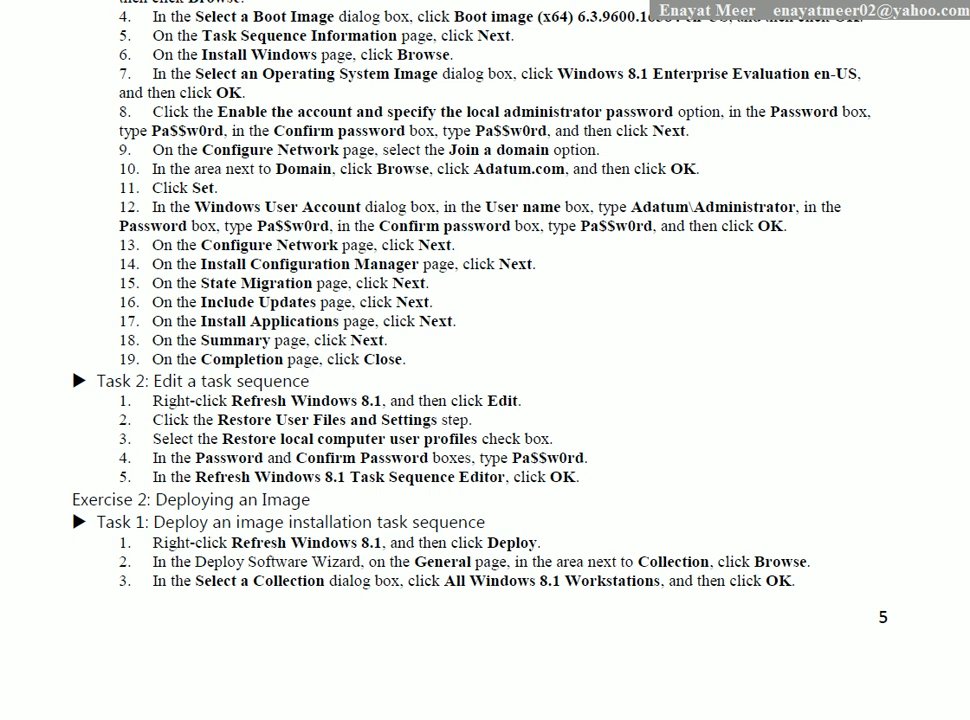 then click Browse.
Enayat Meer enayatmeer02@yahoo.com
4. In the Select a Boot Image dialog box, click Boot image (x64) 6.3.9600.
5. On the Task Sequence Information page, click Next.
6. On the Install Windows page, click Browse.
7. In the Select an Operating System Image dialog box, click Windows 8.1 Enterprise Evaluation en-US,
and then click OK.
8. Click the Enable the account and specify the local administrator password option, in the Password box,
type Pa$$w0rd, in the Confirm password box, type Pa$$w0rd, and then click Next.
9. On the Configure Network page, select the Join a domain option.
10. In the area next to Domain, click Browse, click Adatum.com, and then click OK.
11. Click Set.
12. In the Windows User Account dialog box, in the User name box, type Adatum\Administrator, in the
Password box, type Pa$$w0rd, in the Confirm password box, type Pa$$w0rd, and then click OK.
13. On the Configure Network page, click Next.
14. On the Install Configuration Manager page, click Next.
15. On the State Migration page, click Next.
16. On the Include Updates page, click Next.
17. On the Install Applications page, click Next.
18. On the Summary page, click Next.
19. On the Completion page, click Close.
▶ Task 2: Edit a task sequence
1. Right-click Refresh Windows 8.1, and then click Edit.
2. Click the Restore User Files and Settings step.
3. Select the Restore local computer user profiles check box.
4. In the Password and Confirm Password boxes, type Pa$$w0rd.
5. In the Refresh Windows 8.1 Task Sequence Editor, click OK.
Exercise 2: Deploying an Image
▶ Task 1: Deploy an image installation task sequence
1. Right-click Refresh Windows 8.1, and then click Deploy.
2. In the Deploy Software Wizard, on the General page, in the area next to Collection, click Browse.
3. In the Select a Collection dialog box, click All Windows 8.1 Workstations, and then click OK.
5